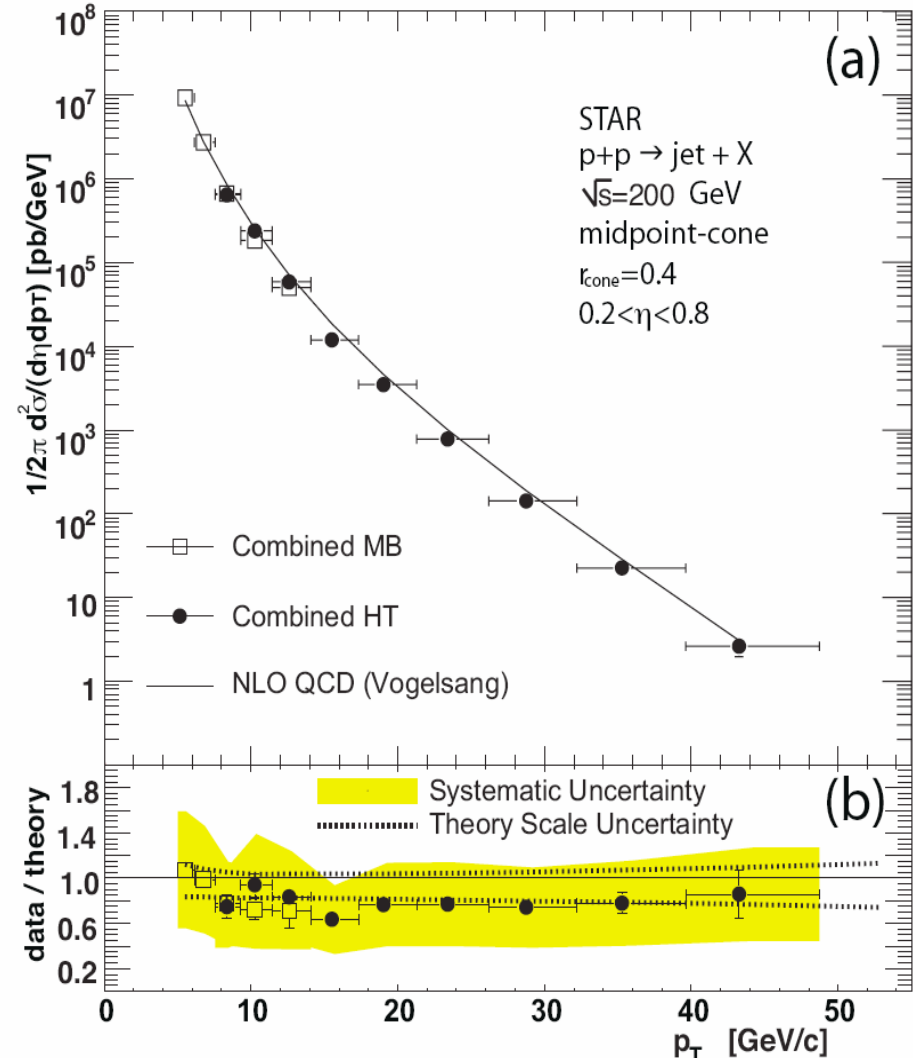 10⁸
(a)
10⁷
STAR
p+p → jet + X
√s=200 GeV
10⁶
midpoint-cone
r_cone=0.4
10⁵
0.2<η<0.8
10⁴
10³
1/2π d²σ/(dηdpT) [pb/GeV]
10²
Combined MB
10
Combined HT
1
NLO QCD (Vogelsang)
(b)
1.8
Systematic Uncertainty
1.4
Theory Scale Uncertainty
1.0
0.6
0.2
data / theory
0 10 20 30 40 50
p_T [GeV/c]